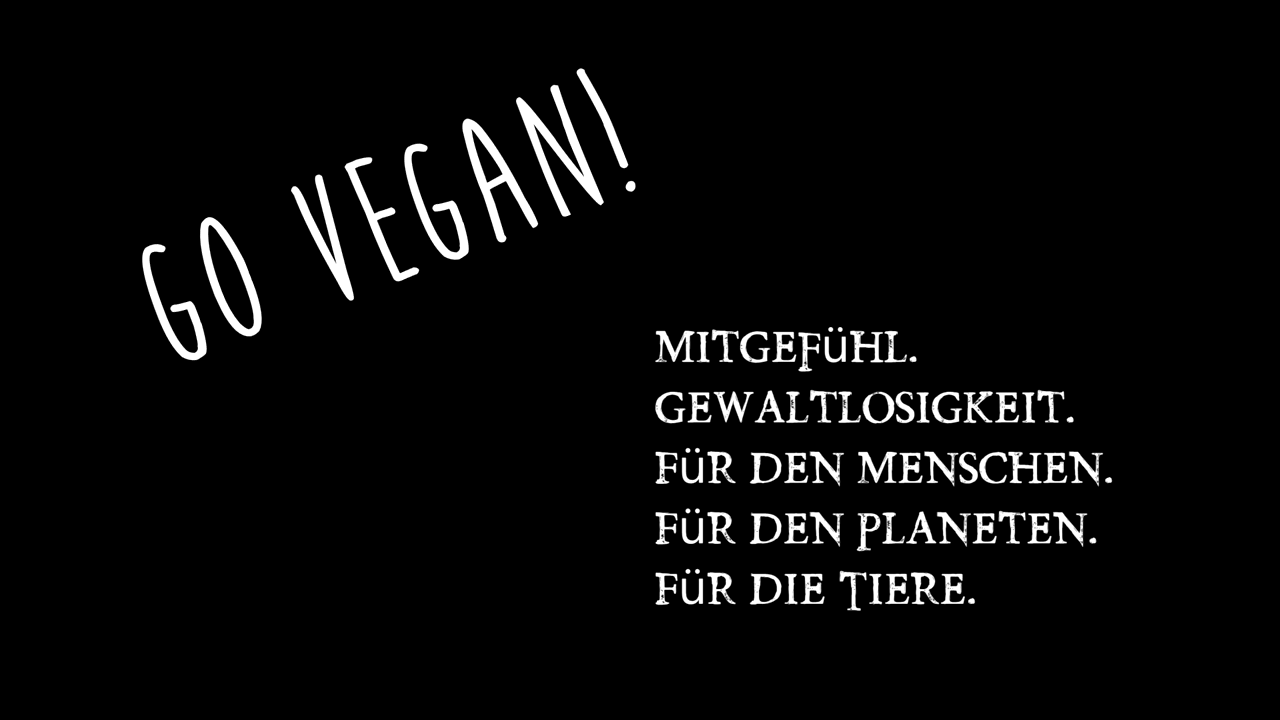 GO VEGAN!
MITGEFÜHL.
GEWALTLOSIGKEIT.
FÜR DEN MENSCHEN.
FÜR DEN PLANETEN.
FÜR DIE TIERE.